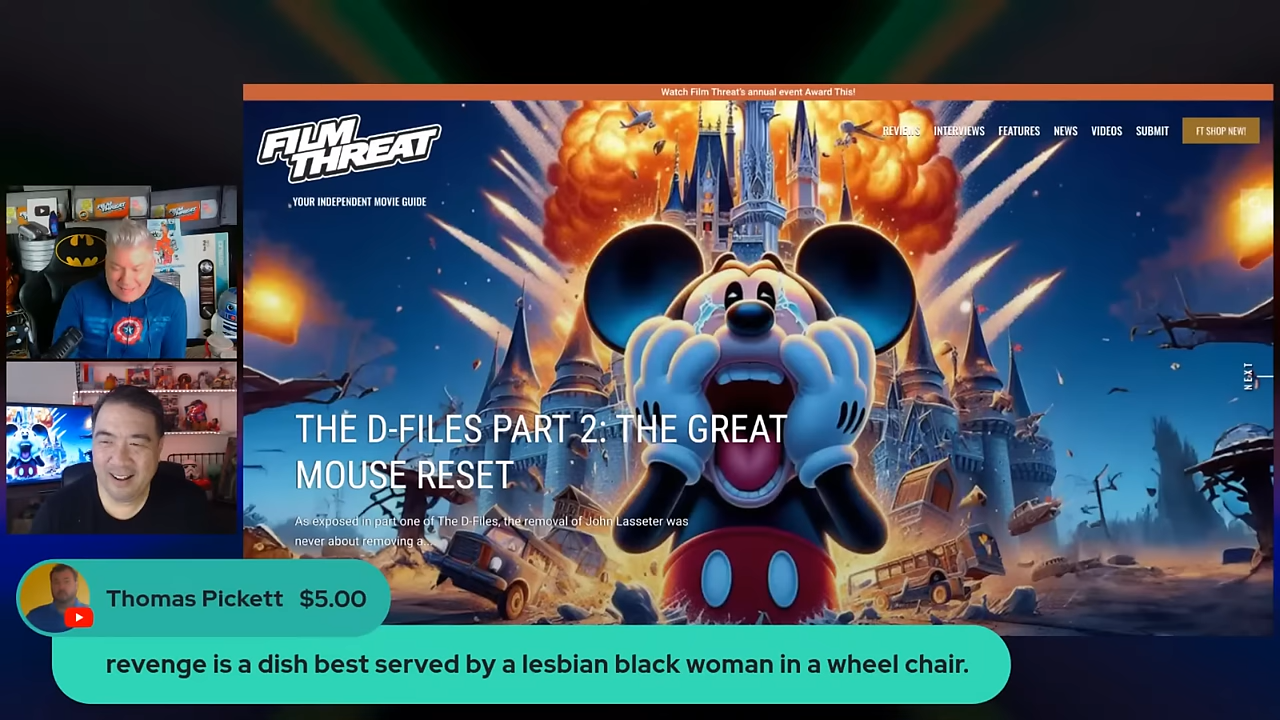 Watch Film Threat's annual event Award This!
FILM THREAT
YOUR INDEPENDENT MOVIE GUIDE
REVIEWS INTERVIEWS FEATURES NEWS VIDEOS SUBMIT FT SHOP NEW!
NEXT
THE D-FILES PART 2: THE GREAT
MOUSE RESET
As exposed in part one of The D-Files, the removal of John Lasseter was
never about removing a...
Thomas Pickett $5.00
revenge is a dish best served by a lesbian black woman in a wheel chair.